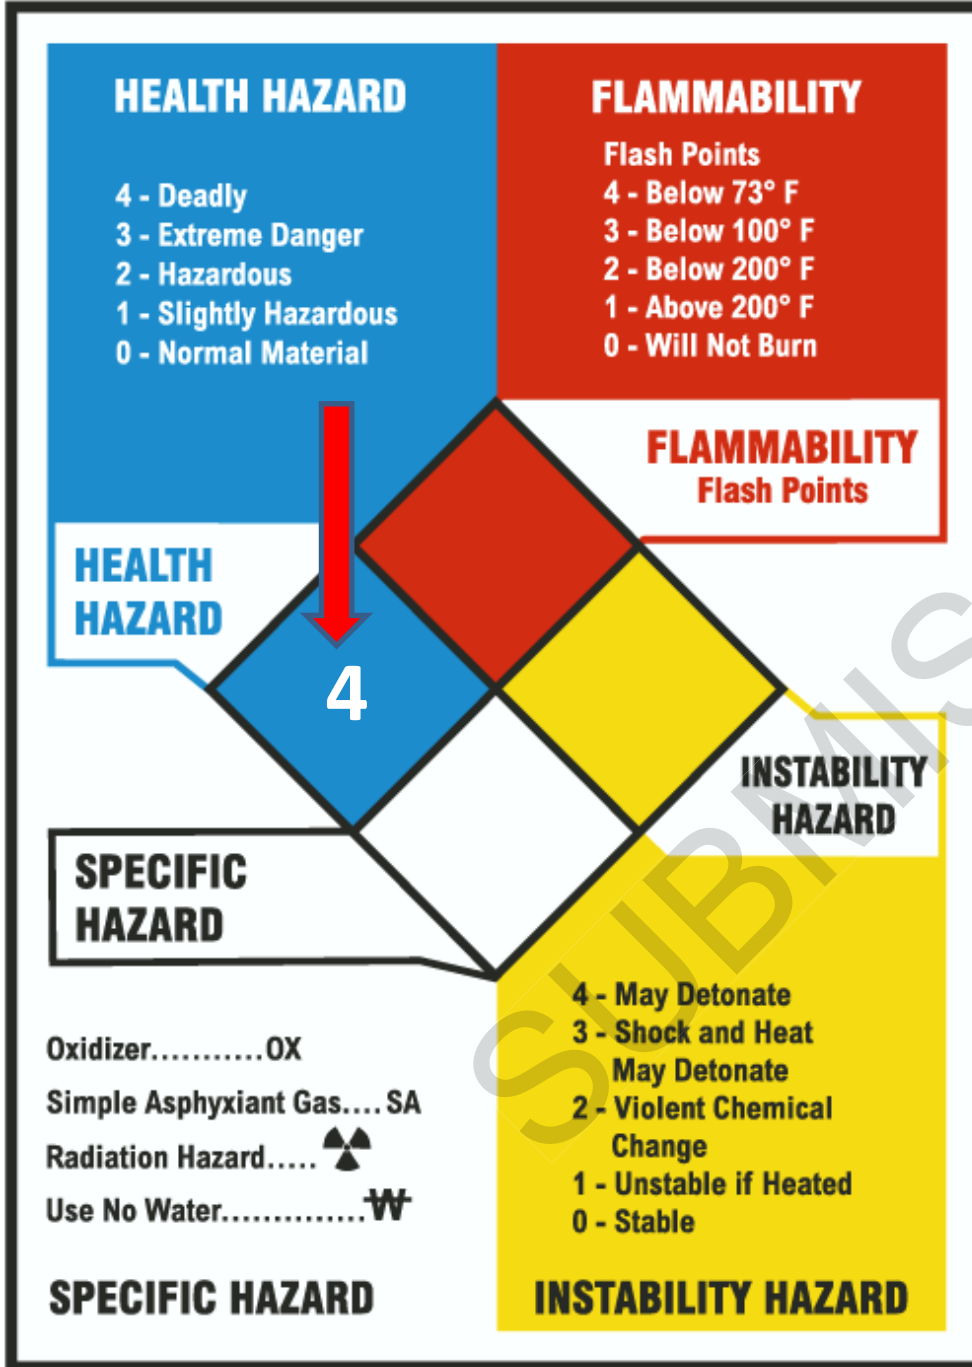 HEALTH HAZARD
4 - Deadly
3 - Extreme Danger
2 - Hazardous
1 - Slightly Hazardous
0 - Normal Material
FLAMMABILITY
Flash Points
4 - Below 73° F
3 - Below 100° F
2 - Below 200° F
1 - Above 200° F
0 - Will Not Burn
FLAMMABILITY
Flash Points
HEALTH
HAZARD
4
INSTABILITY
HAZARD
SPECIFIC
HAZARD
Oxidizer...........OX
Simple Asphyxiant Gas.... SA
Radiation Hazard.....
Use No Water..............W
SPECIFIC HAZARD
4 - May Detonate
3 - Shock and Heat
May Detonate
2 - Violent Chemical
Change
1 - Unstable if Heated
0 - Stable
INSTABILITY HAZARD
SUBMIS